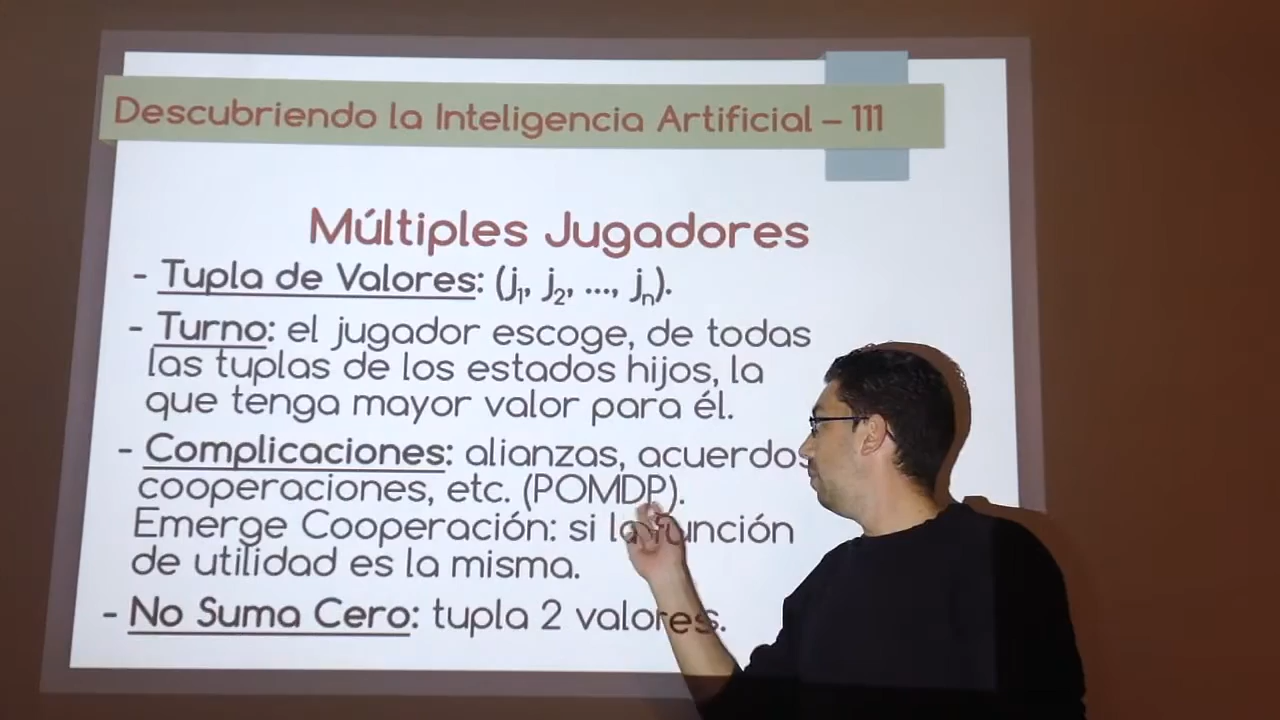 Descubriendo la Inteligencia Artificial – 111
Múltiples Jugadores
- Tupla de Valores: (j1, j2, ..., jn).
- Turno: el jugador escoge, de todas
las tuplas de los estados hijos, la
que tenga mayor valor para él.
- Complicaciones: alianzas, acuerdos
cooperaciones, etc. (POMDP).
Emerge Cooperación: si la función
de utilidad es la misma.
- No Suma Cero: tupla 2 valores.